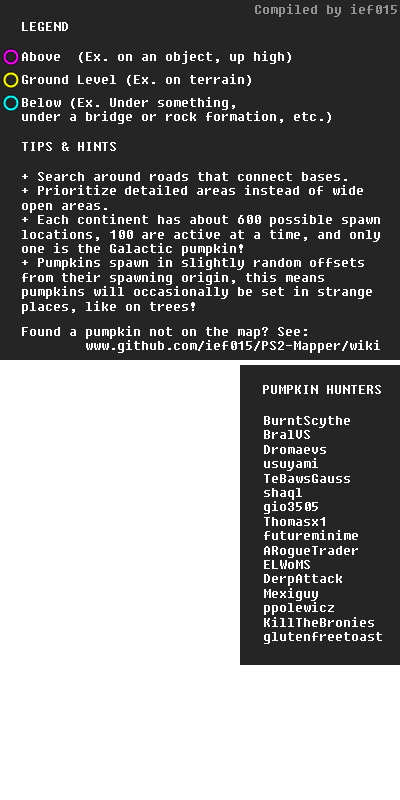 Compiled by ief015
LEGEND
Above  (Ex. on an object, up high)
Ground Level (Ex. on terrain)
Below (Ex. Under something,
under a bridge or rock formation, etc.)
TIPS & HINTS
+ Search around roads that connect bases.
+ Prioritize detailed areas instead of wide
open areas.
+ Each continent has about 600 possible spawn
locations, 100 are active at a time, and only
one is the Galactic pumpkin!
+ Pumpkins spawn in slightly random offsets
from their spawning origin, this means
pumpkins will occasionally be set in strange
places, like on trees!
Found a pumpkin not on the map? See:
www.github.com/ief015/PS2-Mapper/wiki
PUMPKIN HUNTERS
BurntScythe
BralVS
Dromaevs
usuyami
TeBawsGauss
shaql
gio3505
Thomasx1
futureminime
ARogueTrader
ELWoMS
DerpAttack
Mexiguy
ppolewicz
KillTheBronies
glutenfreetoast